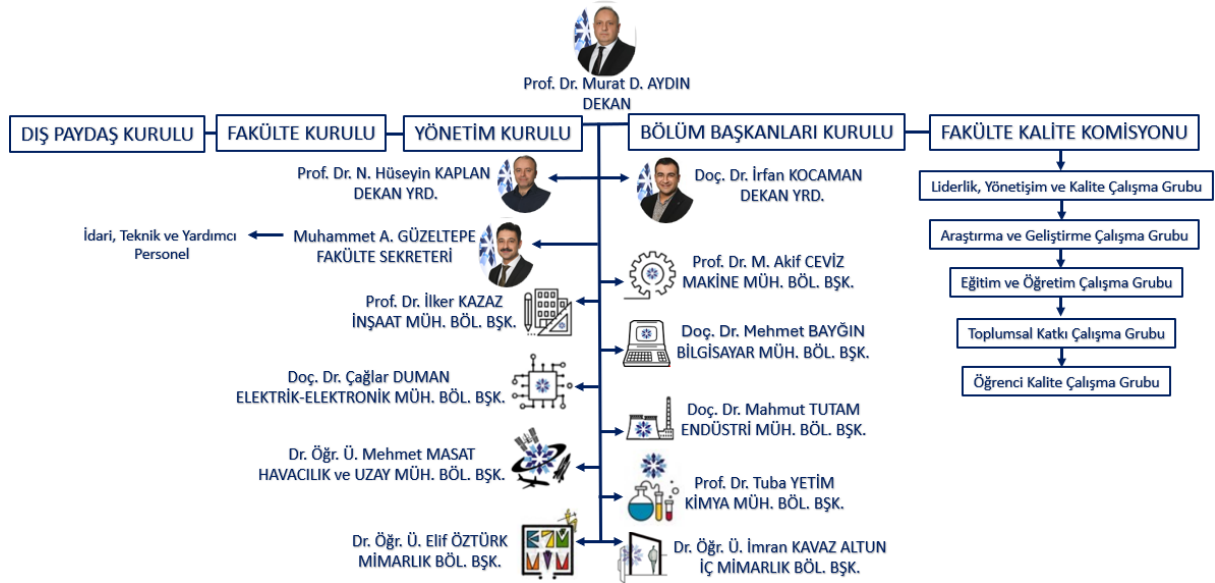 Prof. Dr. Murat D. AYDIN
DEKAN
DIŞ PAYDAŞ KURULU
FAKÜLTE KURULU
YÖNETİM KURULU
BÖLÜM BAŞKANLARI KURULU
FAKÜLTE KALİTE KOMİSYONU
Prof. Dr. N. Hüseyin KAPLAN
DEKAN YRD.
Doç. Dr. İrfan KOCAMAN
DEKAN YRD.
Liderlik, Yönetişim ve Kalite Çalışma Grubu
Araştırma ve Geliştirme Çalışma Grubu
Eğitim ve Öğretim Çalışma Grubu
Toplumsal Katkı Çalışma Grubu
Öğrenci Kalite Çalışma Grubu
İdari, Teknik ve Yardımcı
Personel
Muhammet A. GÜZELTEPE
FAKÜLTE SEKRETERİ
Prof. Dr. M. Akif CEVİZ
MAKİNE MÜH. BÖL. BŞK.
Prof. Dr. İlker KAZAZ
İNŞAAT MÜH. BÖL. BŞK.
Doç. Dr. Mehmet BAYĞIN
BİLGİSAYAR MÜH. BÖL. BŞK.
Doç. Dr. Çağlar DUMAN
ELEKTRİK-ELEKTRONİK MÜH. BÖL. BŞK.
Doç. Dr. Mahmut TUTAM
ENDÜSTRİ MÜH. BÖL. BŞK.
Dr. Öğr. Ü. Mehmet MASAT
HAVACILIK ve UZAY MÜH. BÖL. BŞK.
Prof. Dr. Tuba YETİM
KİMYA MÜH. BÖL. BŞK.
Dr. Öğr. Ü. Elif ÖZTÜRK
MİMARLIK BÖL. BŞK.
Dr. Öğr. Ü. İmran KAVAZ ALTUN
İÇ MİMARLIK BÖL. BŞK.